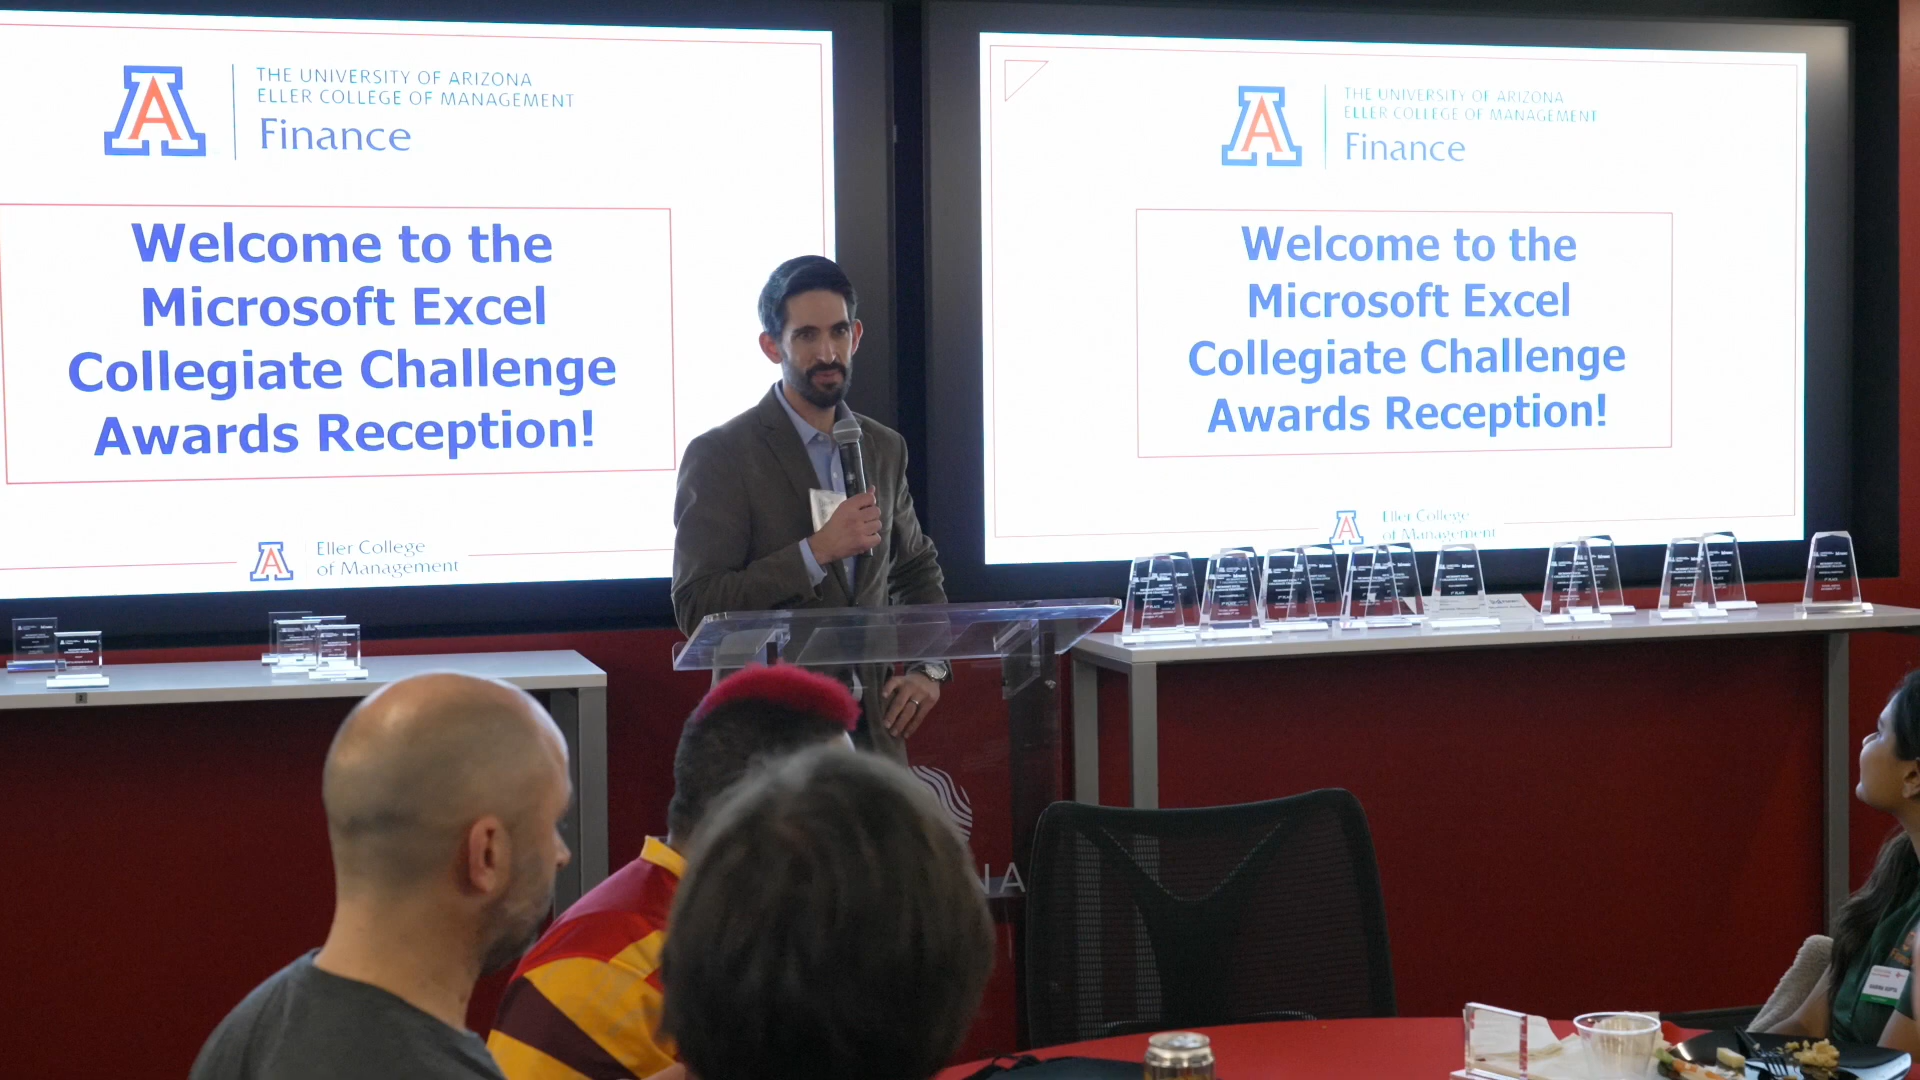 A
THE UNIVERSITY OF ARIZONA
ELLER COLLEGE OF MANAGEMENT
Finance
Welcome to the
Microsoft Excel
Collegiate Challenge
Awards Reception!
A
Eller College
of Management
A
THE UNIVERSITY OF ARIZONA
ELLER COLLEGE OF MANAGEMENT
Finance
Welcome to the
Microsoft Excel
Collegiate Challenge
Awards Reception!
A
Eller College
of Management
NA